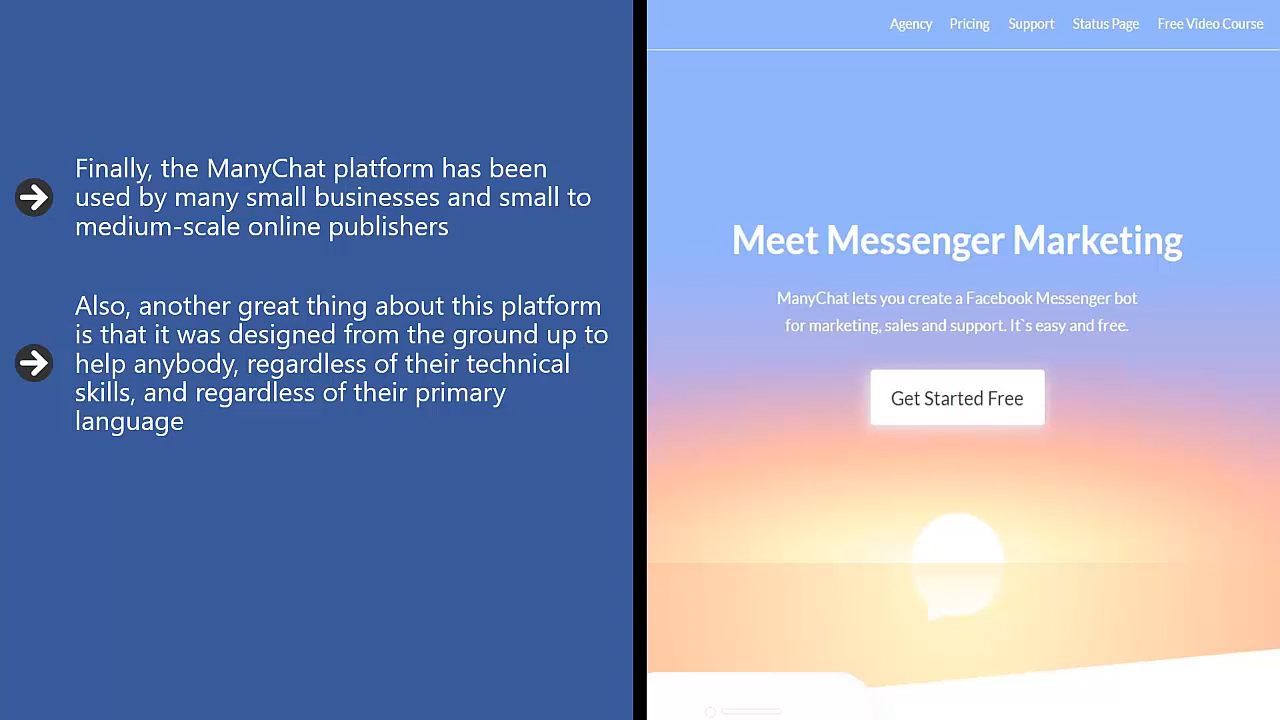 Finally, the ManyChat platform has been
used by many small businesses and small to
medium-scale online publishers
Also, another great thing about this platform
is that it was designed from the ground up to
help anybody, regardless of their technical
skills, and regardless of their primary
language
Agency Pricing Support Status Page Free Video Course
Meet Messenger Marketing
ManyChat lets you create a Facebook Messenger bot
for marketing, sales and support. It`s easy and free.
Get Started Free